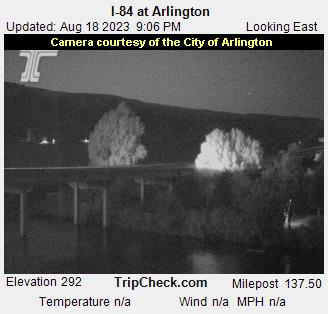 I-84 at Arlington
Updated: Aug 18 2023 9:06 PM Looking East
Camera courtesy of the City of Arlington
Elevation 292 TripCheck.com Milepost 137.50
Temperature n/a Wind n/a MPH n/a